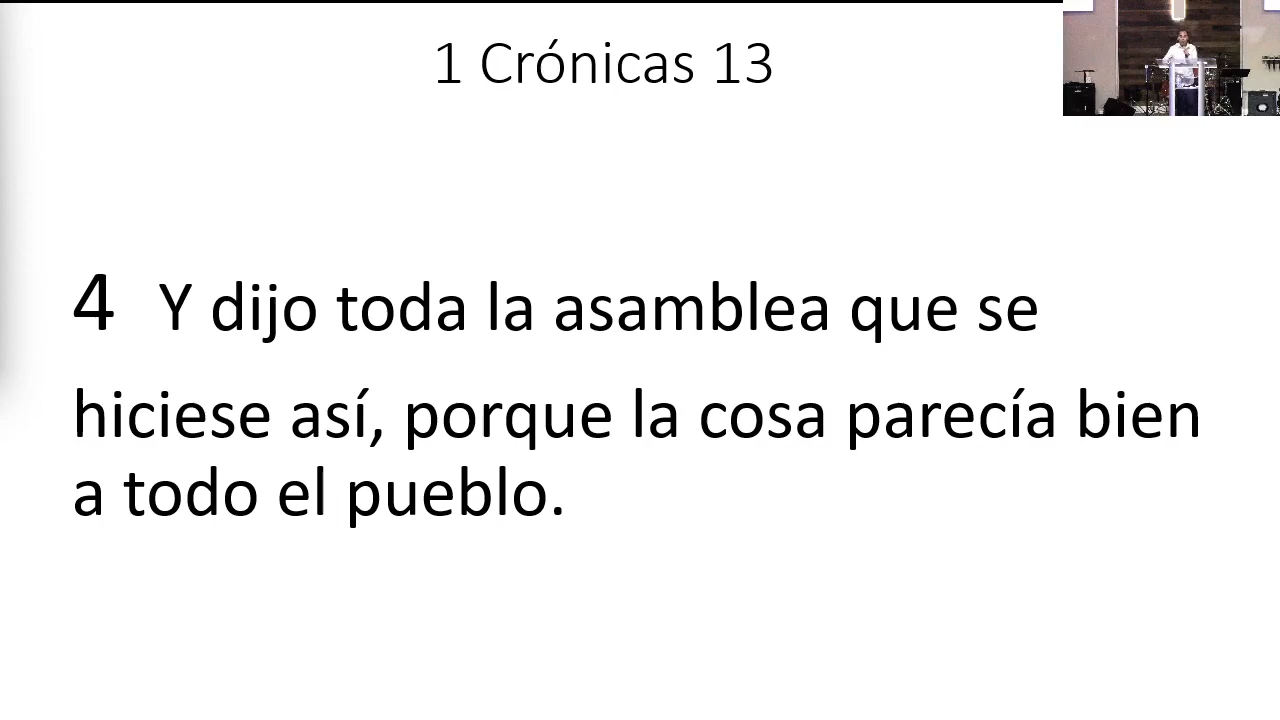 1 Crónicas 13
4 Y dijo toda la asamblea que se
hiciese así, porque la cosa parecía bien
a todo el pueblo.